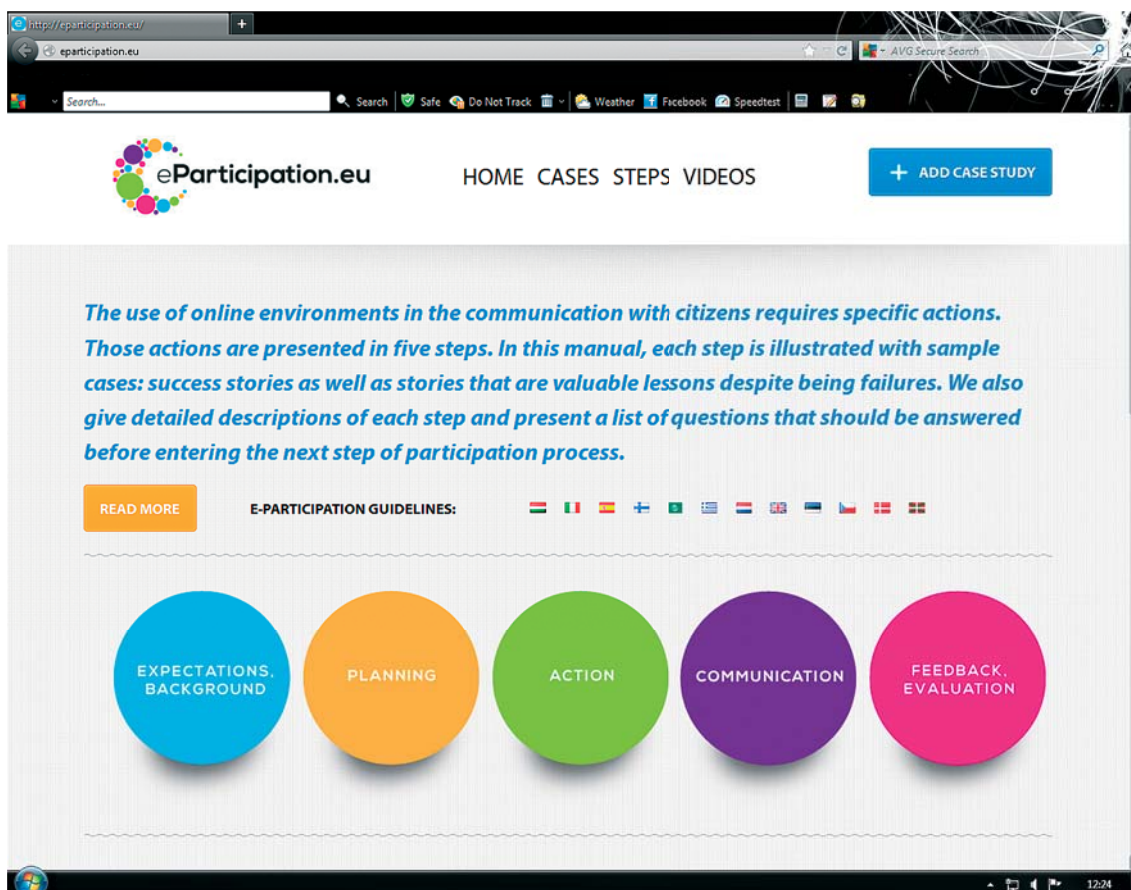 http://eparticipation.eu/
eparticipation.eu
AVG Secure Search
Search...
Search Safe Do Not Track Weather Facebook Speedtest
eParticipation.eu
HOME CASES STEPS VIDEOS
+ ADD CASE STUDY
The use of online environments in the communication with citizens requires specific actions.
Those actions are presented in five steps. In this manual, each step is illustrated with sample
cases: success stories as well as stories that are valuable lessons despite being failures. We also
give detailed descriptions of each step and present a list of questions that should be answered
before entering the next step of participation process.
READ MORE
E-PARTICIPATION GUIDELINES:
EXPECTATIONS,
BACKGROUND
PLANNING
ACTION
COMMUNICATION
FEEDBACK,
EVALUATION
12:24